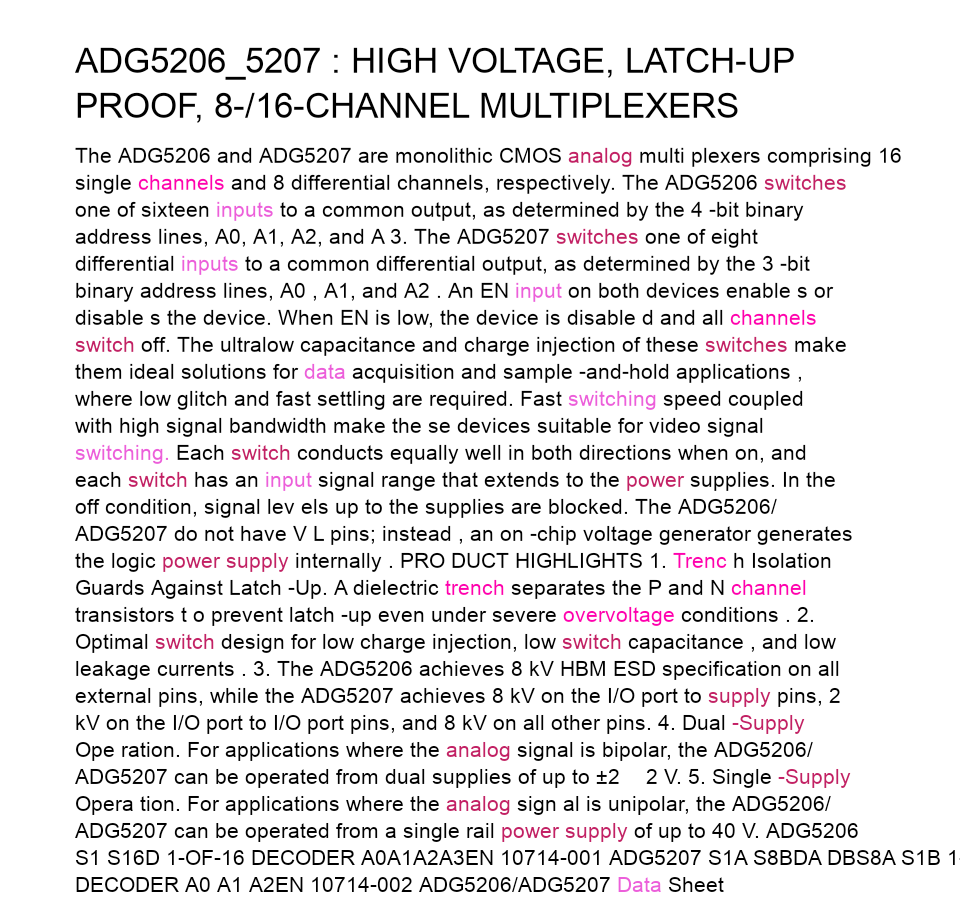 ADG5206_5207 : HIGH VOLTAGE, LATCH-UP
PROOF, 8-/16-CHANNEL MULTIPLEXERS
The ADG5206 and ADG5207 are monolithic CMOS analog multi plexers comprising 16
single channels and 8 differential channels, respectively. The ADG5206 switches
one of sixteen inputs to a common output, as determined by the 4 -bit binary
address lines, A0, A1, A2, and A 3. The ADG5207 switches one of eight
differential inputs to a common differential output, as determined by the 3 -bit
binary address lines, A0 , A1, and A2 . An EN input on both devices enable s or
disable s the device. When EN is low, the device is disable d and all channels
switch off. The ultralow capacitance and charge injection of these switches make
them ideal solutions for data acquisition and sample -and-hold applications ,
where low glitch and fast settling are required. Fast switching speed coupled
with high signal bandwidth make the se devices suitable for video signal
switching. Each switch conducts equally well in both directions when on, and
each switch has an input signal range that extends to the power supplies. In the
off condition, signal lev els up to the supplies are blocked. The ADG5206/
ADG5207 do not have V L pins; instead , an on -chip voltage generator generates
the logic power supply internally . PRO DUCT HIGHLIGHTS 1. Trenc h Isolation
Guards Against Latch -Up. A dielectric trench separates the P and N channel
transistors t o prevent latch -up even under severe overvoltage conditions . 2.
Optimal switch design for low charge injection, low switch capacitance , and low
leakage currents . 3. The ADG5206 achieves 8 kV HBM ESD specification on all
external pins, while the ADG5207 achieves 8 kV on the I/O port to supply pins, 2
kV on the I/O port to I/O port pins, and 8 kV on all other pins. 4. Dual -Supply
Ope ration. For applications where the analog signal is bipolar, the ADG5206/
ADG5207 can be operated from dual supplies of up to ±2 2 V. 5. Single -Supply
Opera tion. For applications where the analog sign al is unipolar, the ADG5206/
ADG5207 can be operated from a single rail power supply of up to 40 V. ADG5206
S1 S16D 1-OF-16 DECODER A0A1A2A3EN 10714-001 ADG5207 S1A S8BDA DBS8A S1B 1-
DECODER A0 A1 A2EN 10714-002 ADG5206/ADG5207 Data Sheet